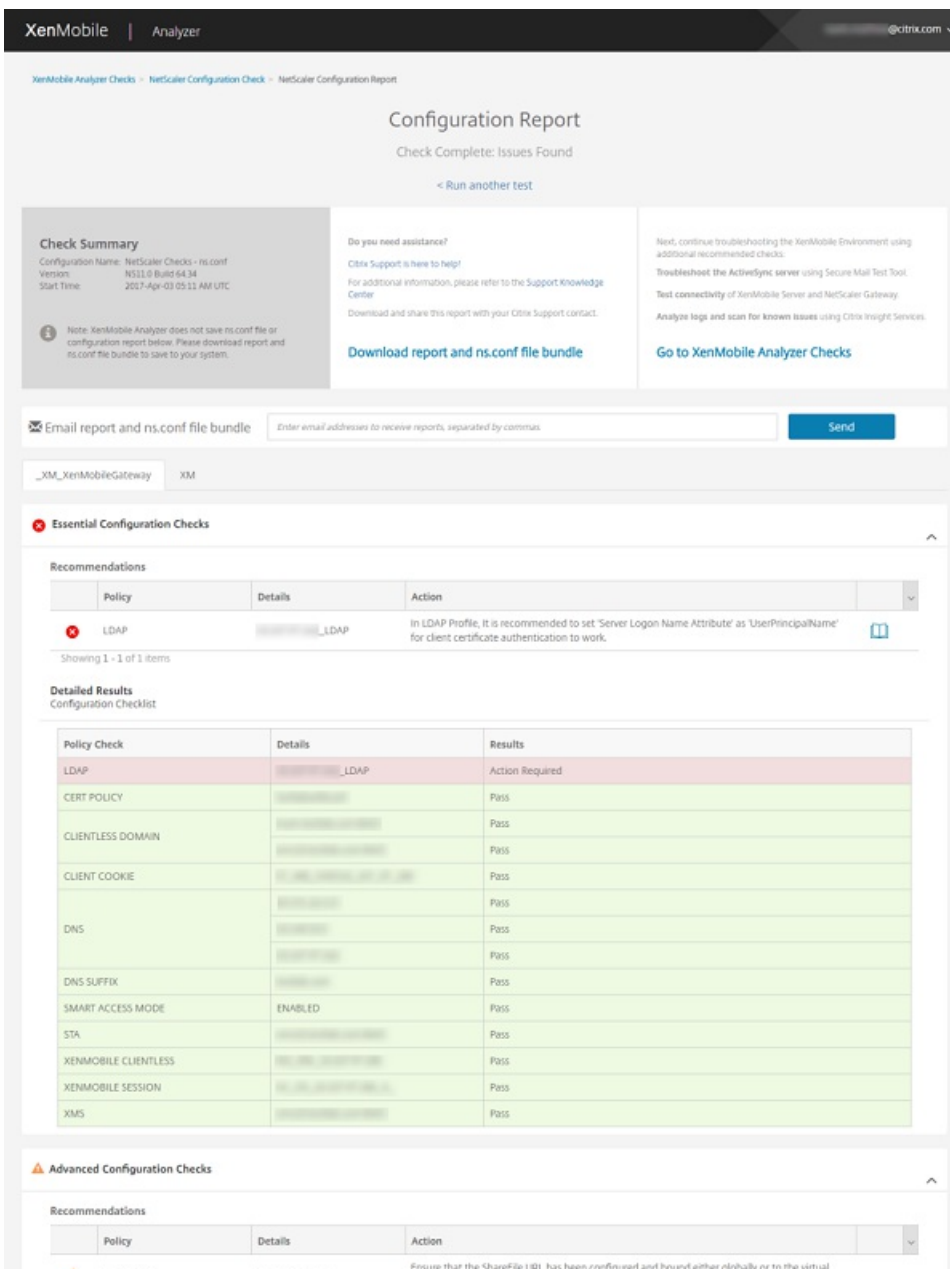 XenMobile | Analyzer
@citrix.com
XenMobile Analyzer Checks > NetScaler Configuration Check > NetScaler Configuration Report
Configuration Report
Check Complete: Issues Found
< Run another test
Check Summary
Configuration Name: NetScaler Checks - ns.conf
Version: NS11.0 Build 64.34
Start Time: 2017-Apr-03 05:11 AM UTC
Note: XenMobile Analyzer does not save ns.conf file or
configuration report below. Please download report and
ns.conf file bundle to save to your system.
Do you need assistance?
Citrix Support is here to help!
For additional information, please refer to the Support Knowledge
Center
Download and share this report with your Citrix Support contact.
Download report and ns.conf file bundle
Next, continue troubleshooting the XenMobile Environment using
additional recommended checks.
Troubleshoot the ActiveSync server using Secure Mail Test Tool.
Test connectivity of XenMobile Server and NetScaler Gateway.
Analyze logs and scan for known issues using Citrix Insight Services.
Go to XenMobile Analyzer Checks
Email report and ns.conf file bundle
Enter email addresses to receive reports, separated by commas.
Send
_XM_XenMobileGateway XM
Essential Configuration Checks
Recommendations
Policy Details Action
LDAP _LDAP In LDAP Profile, It is recommended to set 'Server Logon Name Attribute' as 'UserPrincipalName'
for client certificate authentication to work.
Showing 1 - 1 of 1 items
Detailed Results
Configuration Checklist
Policy Check Details Results
LDAP _LDAP Action Required
CERT POLICY Pass
CLIENTLESS DOMAIN Pass
Pass
CLIENT COOKIE Pass
DNS Pass
Pass
Pass
DNS SUFFIX Pass
SMART ACCESS MODE ENABLED Pass
STA Pass
XENMOBILE CLIENTLESS Pass
XENMOBILE SESSION Pass
XMS Pass
Advanced Configuration Checks
Recommendations
Policy Details Action
Ensure that the ShareFile URL has been configured and bound either globally or to the virtual